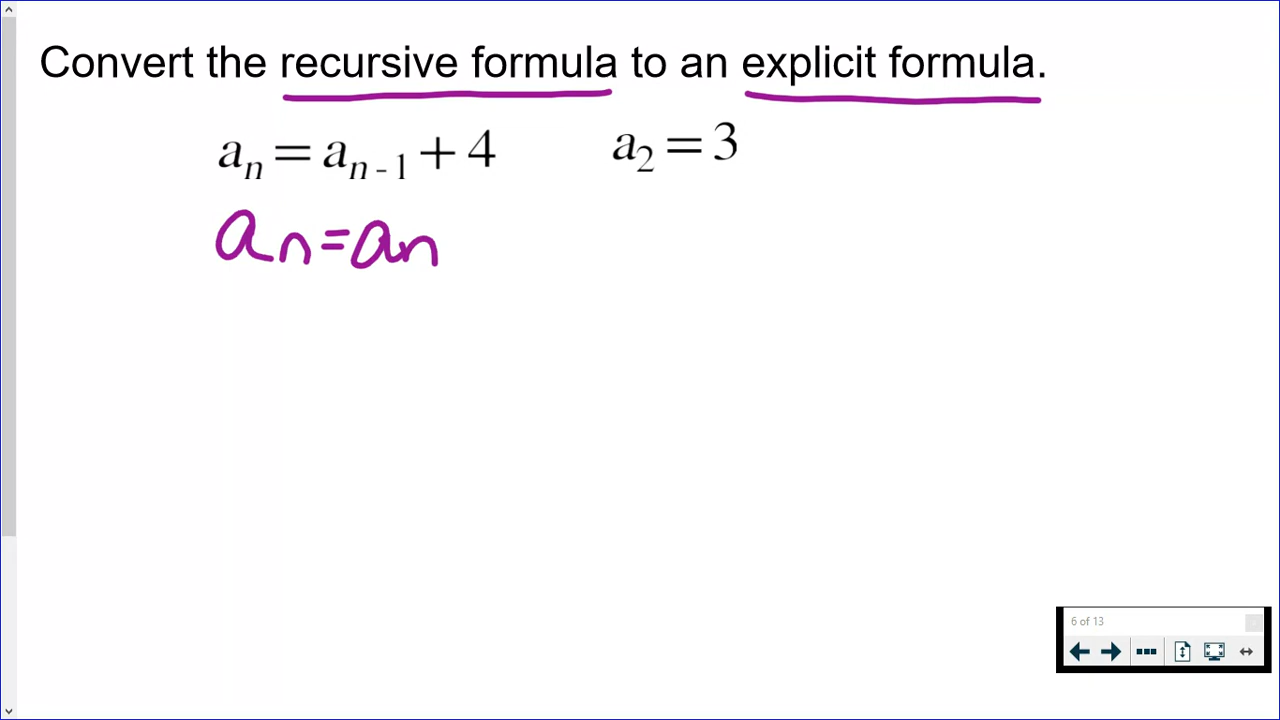 Convert the recursive formula to an explicit formula.
aₙ = aₙ₋₁ + 4 a₂ = 3
an=an
6 of 13